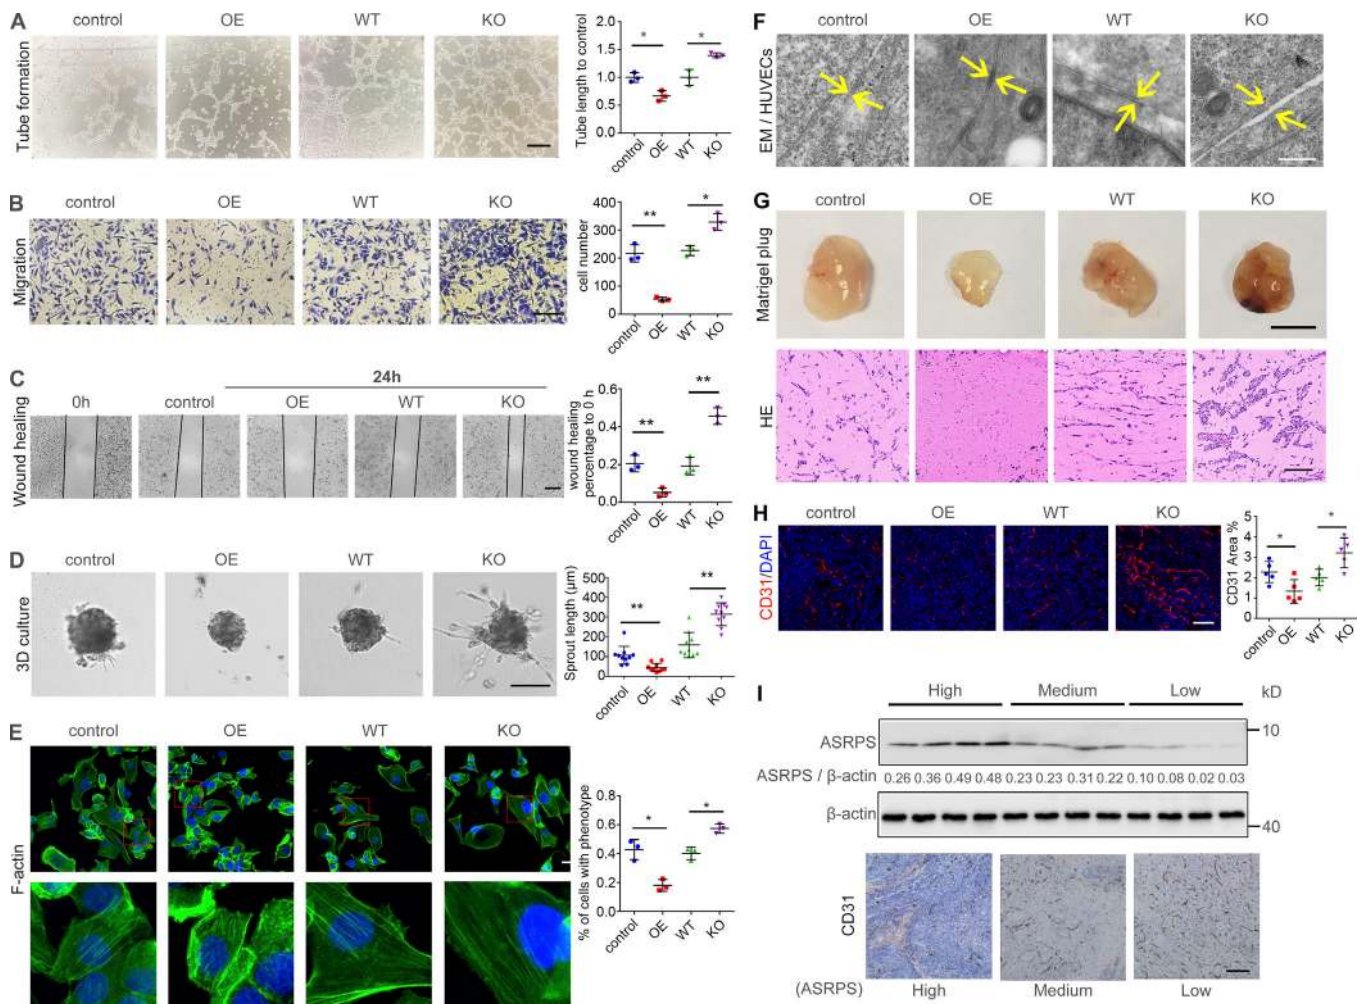 A
control
OE
WT
KO
Tube formation
Tube length to control
2.0
1.5
1.0
0.5
0.0
* *
control
OE
WT
KO
B
control
OE
WT
KO
Migration
cell number
400
300
200
100
0
** *
control
OE
WT
KO
C
24h
0h
control
OE
WT
KO
Wound healing
wound healing
percentage to 0 h
0.6
0.4
0.2
0.0
** **
control
OE
WT
KO
D
control
OE
WT
KO
3D culture
Sprout length (μm)
500
400
300
200
100
0
** **
control
OE
WT
KO
E
control
OE
WT
KO
F-actin
% of cells with phenotype
0.8
0.6
0.4
0.2
0.0
* *
control
OE
WT
KO
F
control
OE
WT
KO
EM / HUVECs
G
control
OE
WT
KO
Matrigel plug
HE
H
control
OE
WT
KO
CD31/DAPI
CD31 Area %
5
4
3
2
1
0
* *
control
OE
WT
KO
I
High Medium Low kD
ASRPS
10
ASRPS / β-actin 0.26 0.36 0.49 0.48 0.23 0.23 0.31 0.22 0.10 0.08 0.02 0.03
β-actin
40
CD31
(ASRPS) High Medium Low